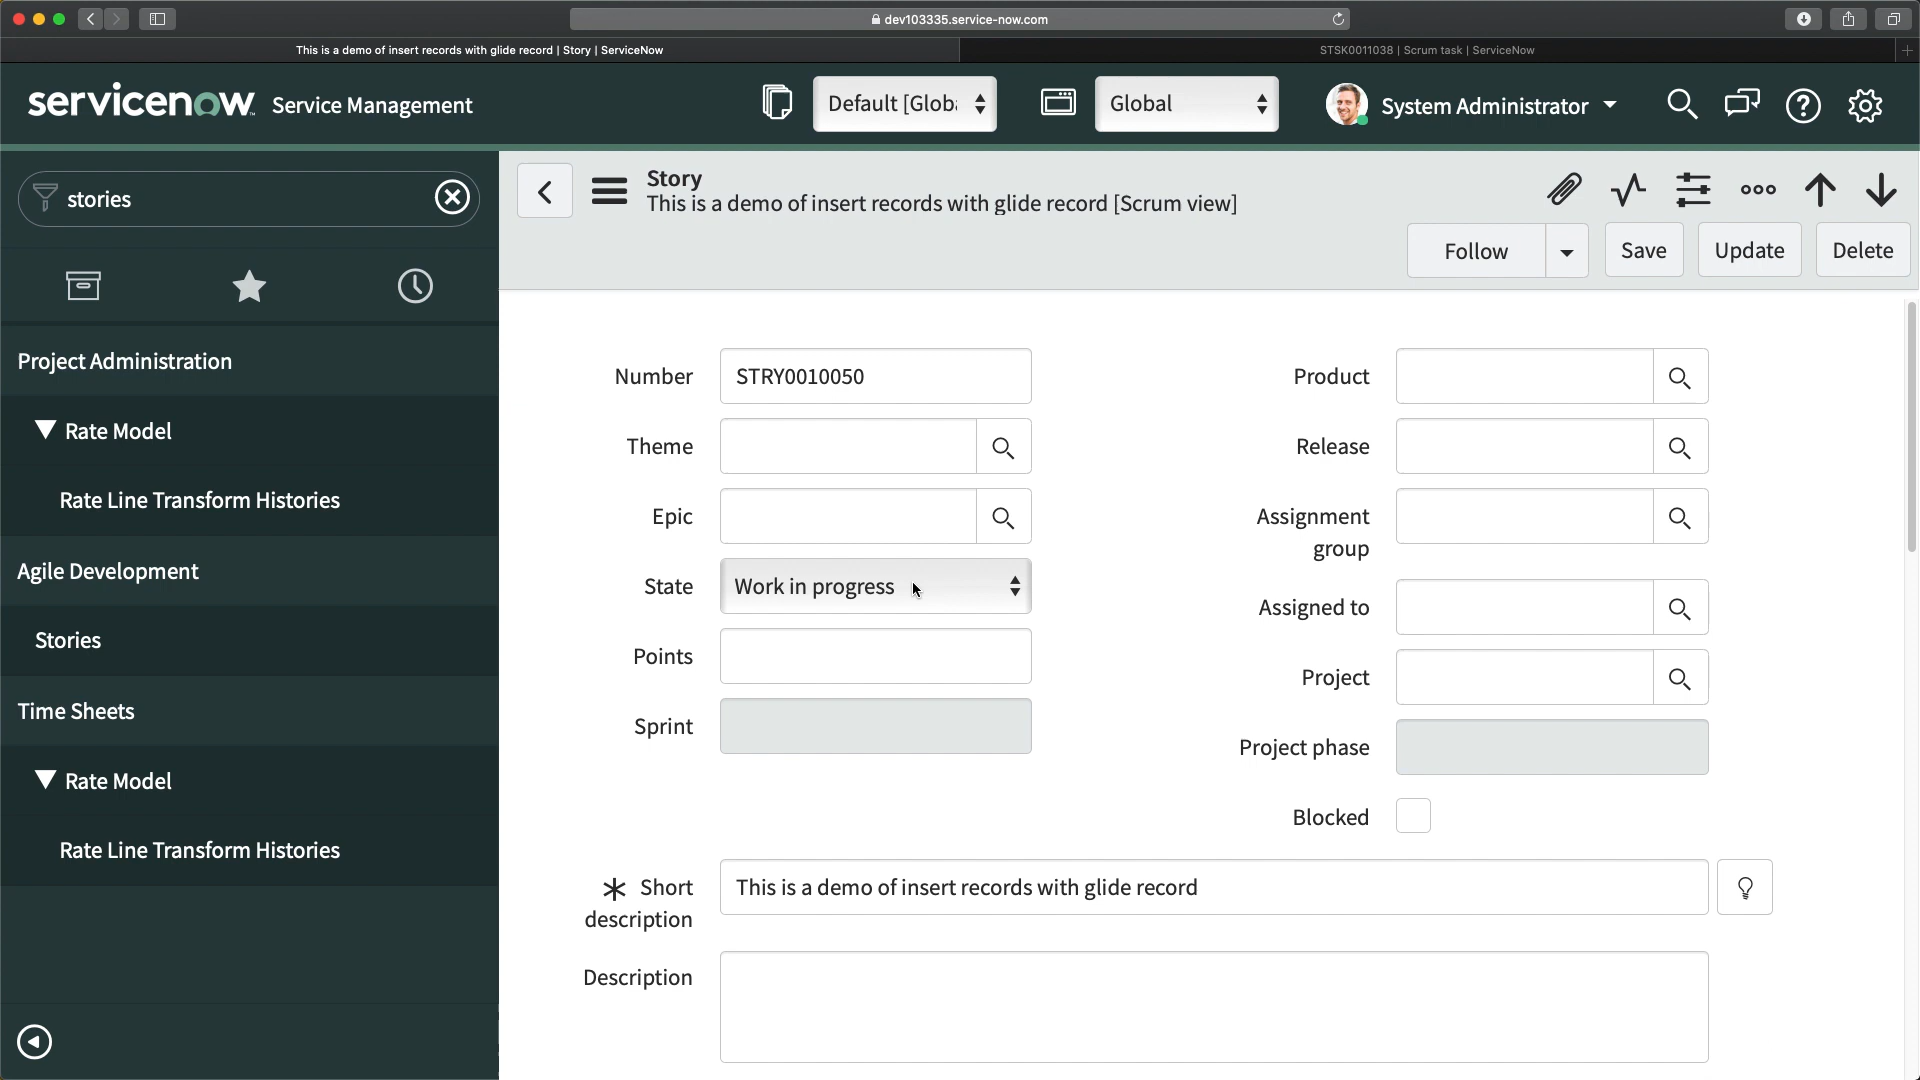 dev103335.service-now.com
This is a demo of insert records with glide record | Story | ServiceNow
STSK0011038 | Scrum task | ServiceNow
servicenow Service Management
Default [Globa
Global
System Administrator
stories
Story
This is a demo of insert records with glide record [Scrum view]
Follow
Save
Update
Delete
Project Administration
Rate Model
Rate Line Transform Histories
Agile Development
Stories
Time Sheets
Rate Model
Rate Line Transform Histories
Number
STRY0010050
Theme
Epic
State
Work in progress
Points
Sprint
Product
Release
Assignment
group
Assigned to
Project
Project phase
Blocked
Short
description
This is a demo of insert records with glide record
Description